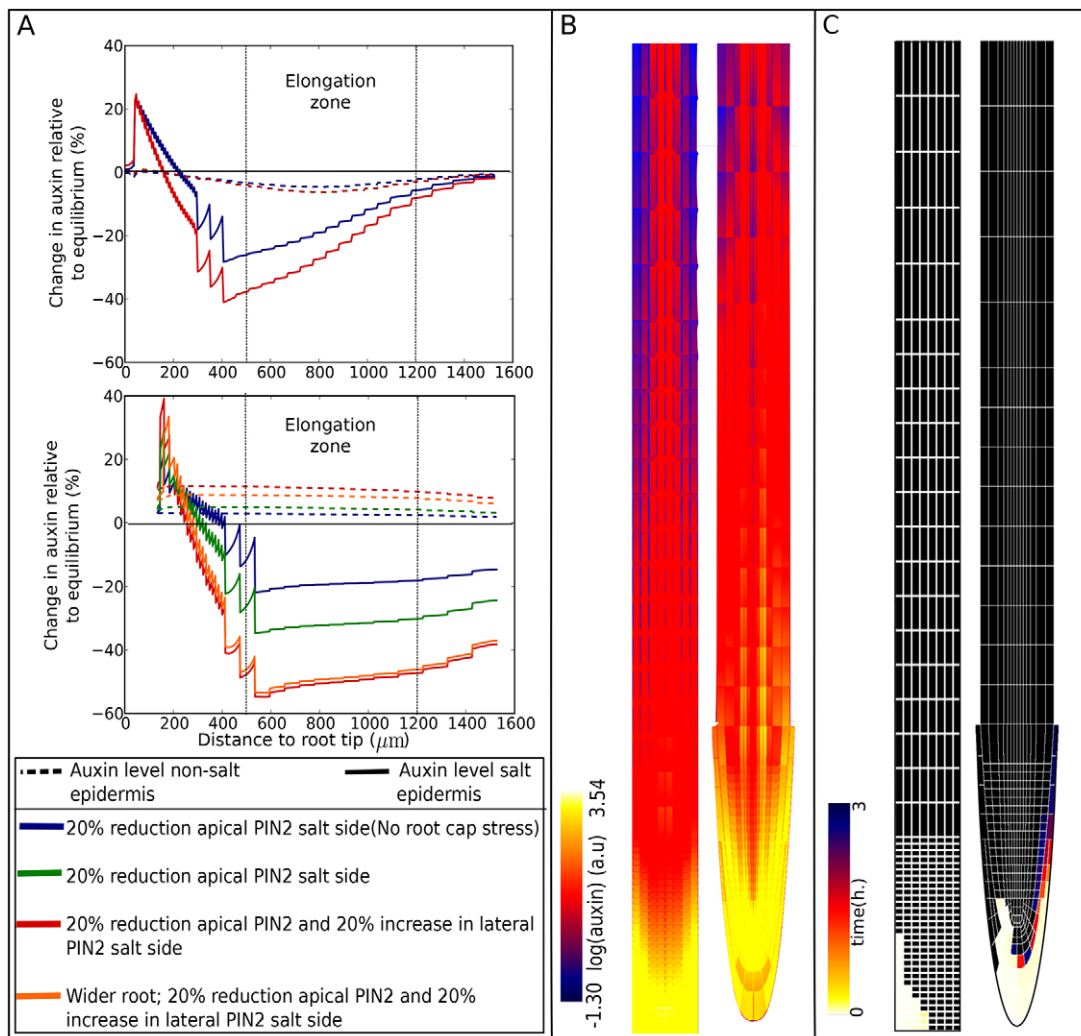 A
40
20
0
−20
−40
−60
Change in auxin relative
to equilibrium (%)
Elongation
zone
0
200
400
600
800
1000
1200
1400
1600
40
20
0
−20
−40
−60
Change in auxin relative
to equilibrium (%)
Elongation
zone
0
200
400
600
800
1000
1200
1400
1600
Distance to root tip (μm)
Auxin level non-salt
epidermis
Auxin level salt
epidermis
20% reduction apical PIN2 salt side(No root cap stress)
20% reduction apical PIN2 salt side
20% reduction apical PIN2 and 20% increase in lateral
PIN2 salt side
Wider root; 20% reduction apical PIN2 and 20%
increase in lateral PIN2 salt side
B
-1.30 log(auxin) (a.u) 3.54
C
0 time(h.) 3